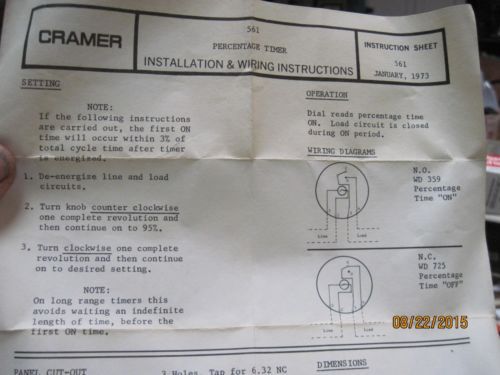 CRAMER
561
PERCENTAGE TIMER
INSTALLATION & WIRING INSTRUCTIONS
INSTRUCTION SHEET
561
JANUARY, 1973
SETTING
NOTE:
If the following instructions
are carried out, the first ON
time will occur within 3% of
total cycle time after timer
is energized.
1. De-energize line and load
circuits.
2. Turn knob counter clockwise
one complete revolution and
then continue on to 95%.
3. Turn clockwise one complete
revolution and then continue
on to desired setting.
NOTE:
On long range timers this
avoids waiting an indefinite
length of time, before the
first ON time.
OPERATION
Dial reads percentage time
ON. Load circuit is closed
during ON period.
WIRING DIAGRAMS
N.O.
WD 359
Percentage
Time "ON"
Line
Load
N.C.
WD 725
Percentage
Time "OFF"
Line
Load
08/22/2015
PANEL CUT-OUT
3 Holes, Tap for 6.32 NC
DIMENSIONS